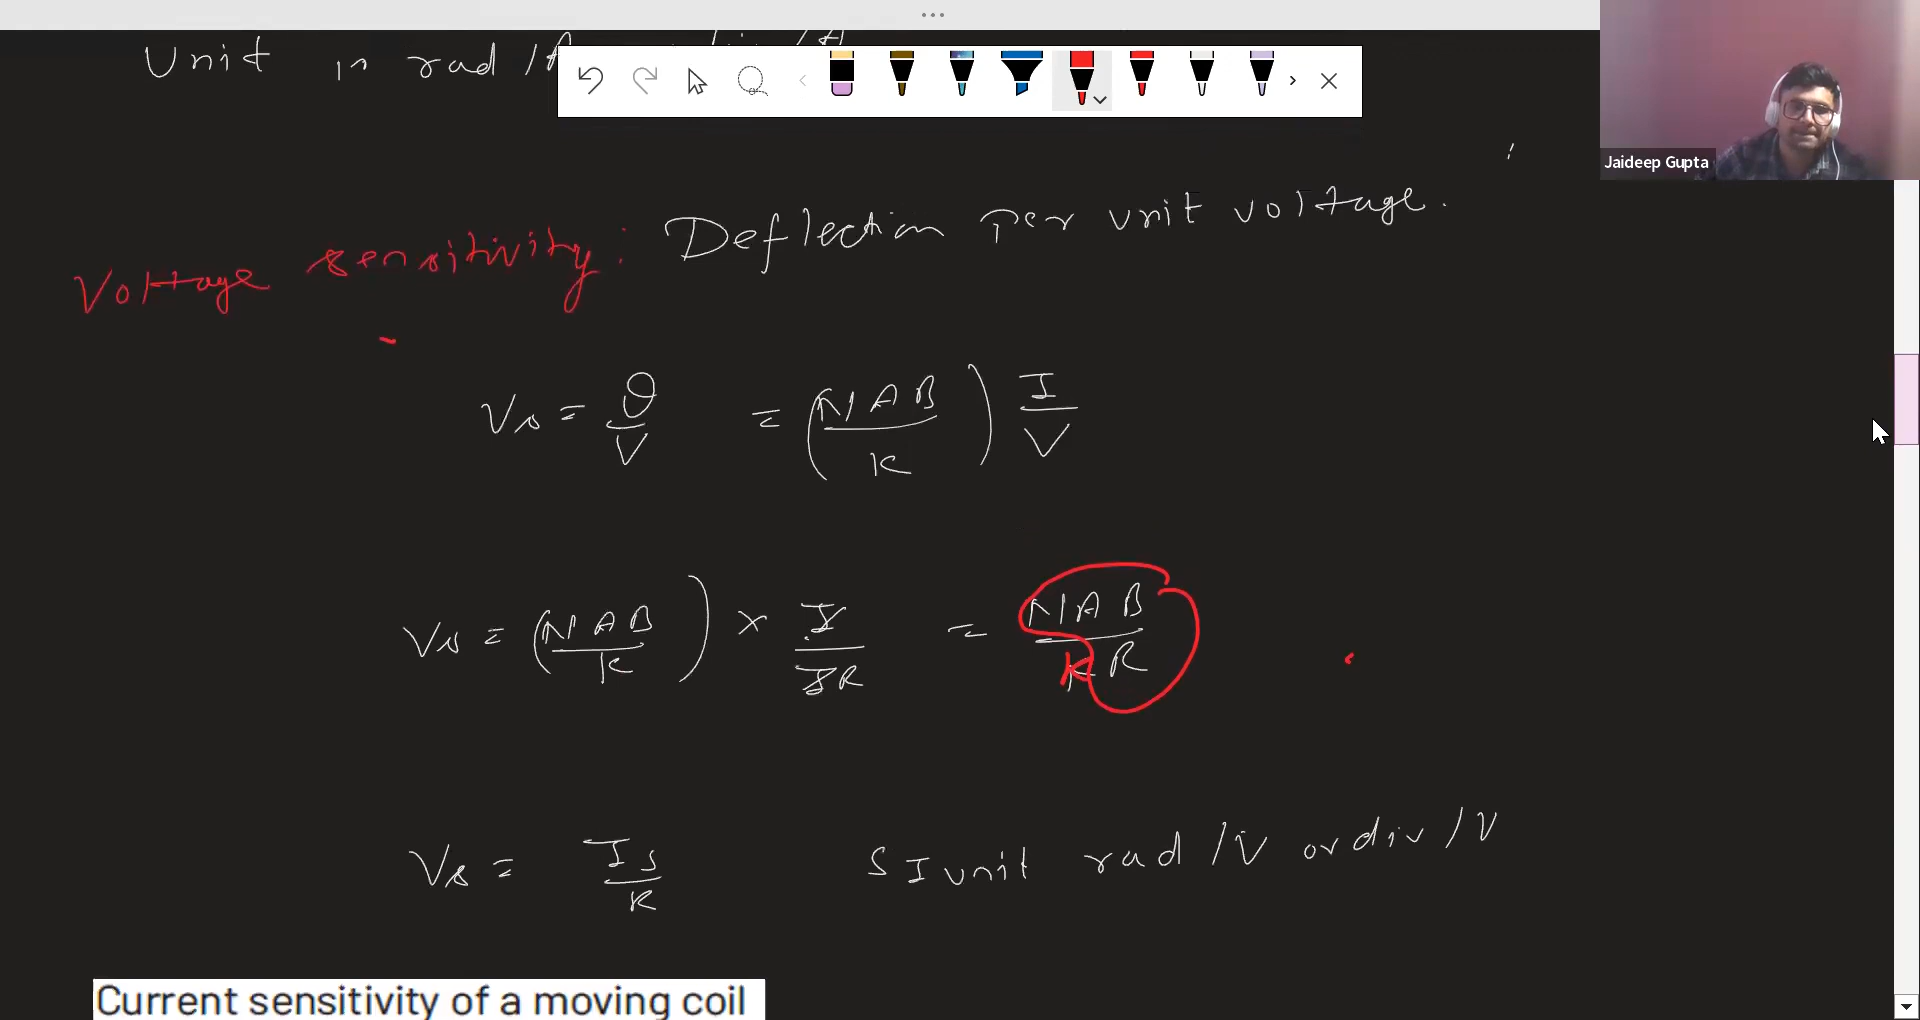 Unit in rad /A
Jaideep Gupta
Voltage sensitivity : Deflection per unit voltage.
Vs = θ/V = (NAB/K) I/V
Vs = (NAB/K) × I/IR = NAB/KR
Vs = Is/R SI unit rad /V or div /V
Current sensitivity of a moving coil